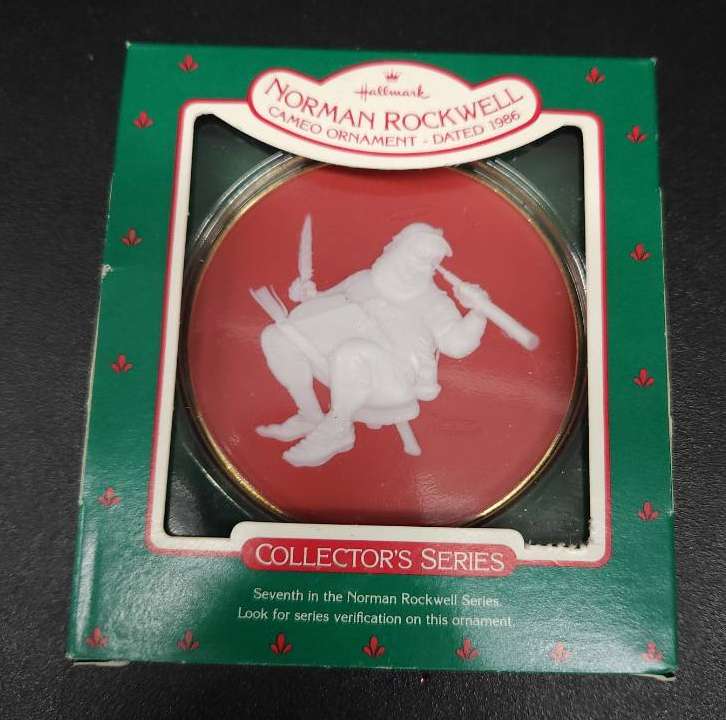 Hallmark
NORMAN ROCKWELL
CAMEO ORNAMENT - DATED 1986
COLLECTOR'S SERIES
Seventh in the Norman Rockwell Series.
Look for series verification on this ornament.